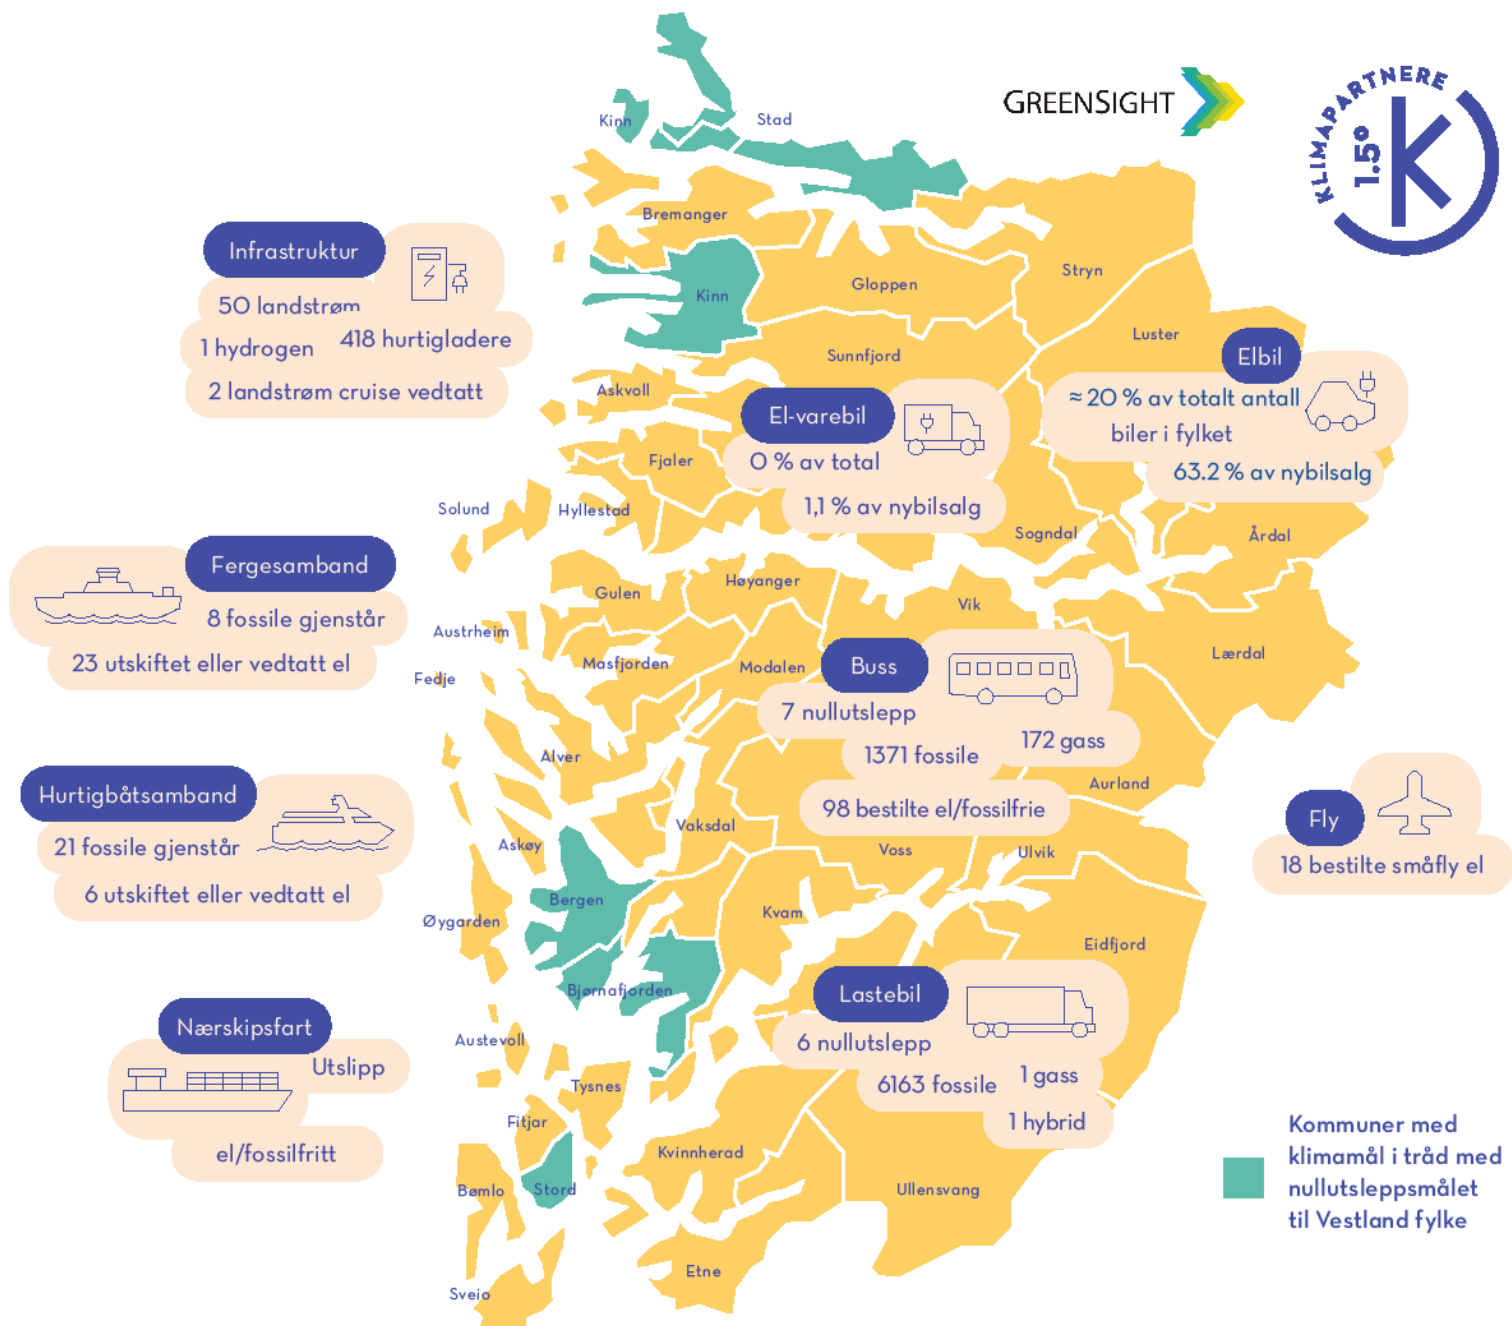 GREENSIGHT
KLIMAPARTNERE
1.5°
K
Kinn
Stad
Bremanger
Kinn
Gloppen
Stryn
Luster
Sunnfjord
Askvoll
Fjaler
Solund
Hyllestad
Sogndal
Årdal
Gulen
Høyanger
Vik
Austrheim
Masfjorden
Modalen
Lærdal
Fedje
Alver
Aurland
Vaksdal
Askøy
Voss
Ulvik
Bergen
Øygarden
Kvam
Eidfjord
Bjørnafjorden
Austevoll
Tysnes
Fitjar
Kvinnherad
Bømlo
Stord
Ullensvang
Etne
Sveio
Infrastruktur
50 landstrøm
1 hydrogen
418 hurtigladere
2 landstrøm cruise vedtatt
Elbil
≈ 20 % av totalt antall
biler i fylket
63.2 % av nybilsalg
El-varebil
0 % av total
1,1 % av nybilsalg
Fergesamband
8 fossile gjenstår
23 utskiftet eller vedtatt el
Buss
7 nullutslepp
1371 fossile
172 gass
98 bestilte el/fossilfrie
Hurtigbåtsamband
21 fossile gjenstår
6 utskiftet eller vedtatt el
Fly
18 bestilte småfly el
Lastebil
6 nullutslepp
6163 fossile
1 gass
1 hybrid
Nærskipsfart
Utslipp
el/fossilfritt
Kommuner med
klimamål i tråd med
nullutsleppsmålet
til Vestland fylke